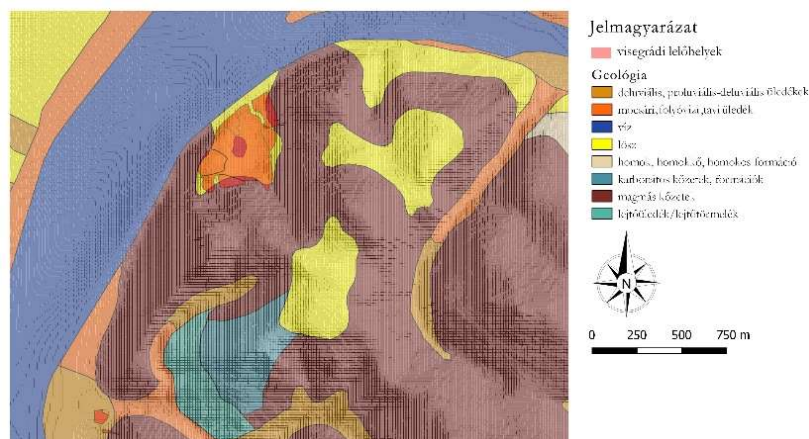 Jelmagyarázat
visegrádi lelőhelyek
Geológia
deluviális, proluviális-deluviális üledékek
mocsári,folyóvízi,tavi üledék
víz
lösz
homok, homokkő, homokos formáció
karbonátos kőzetek, formációk
magmás kőzetek
lejtőüledék/lejtőtörmelék
N
0 250 500 750 m